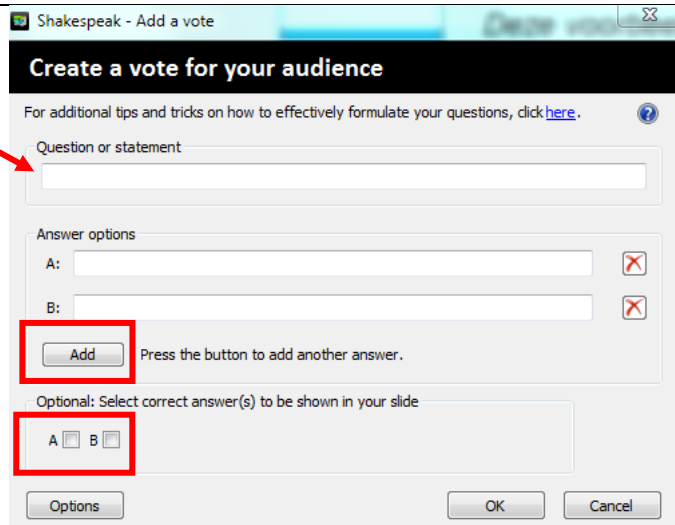 Shakespeak - Add a vote
Deze voorbee
Create a vote for your audience
For additional tips and tricks on how to effectively formulate your questions, click here.
Question or statement
Answer options
A:
B:
Add Press the button to add another answer.
Optional: Select correct answer(s) to be shown in your slide
A B
Options OK Cancel